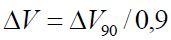 ΔV = ΔV₉₀ / 0,9